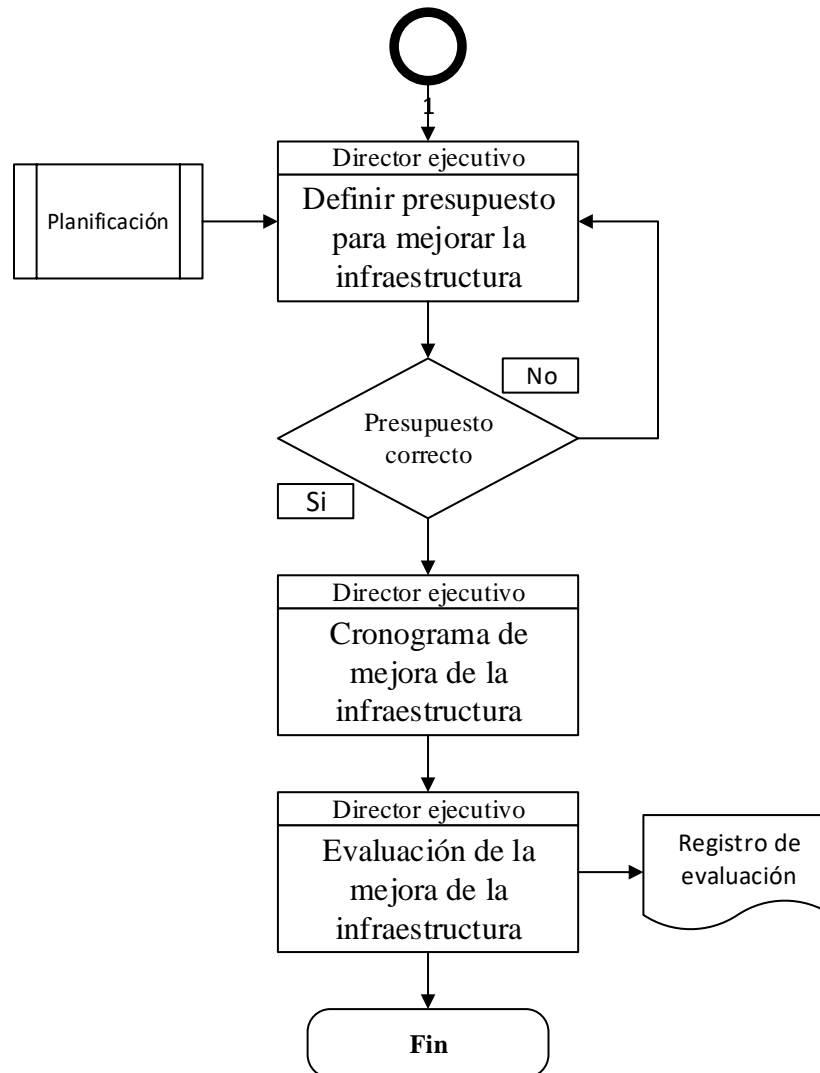 1
Director ejecutivo
Planificación
Definir presupuesto
para mejorar la
infraestructura
No
Presupuesto
correcto
Si
Director ejecutivo
Cronograma de
mejora de la
infraestructura
Director ejecutivo
Evaluación de la
mejora de la
infraestructura
Registro de
evaluación
Fin